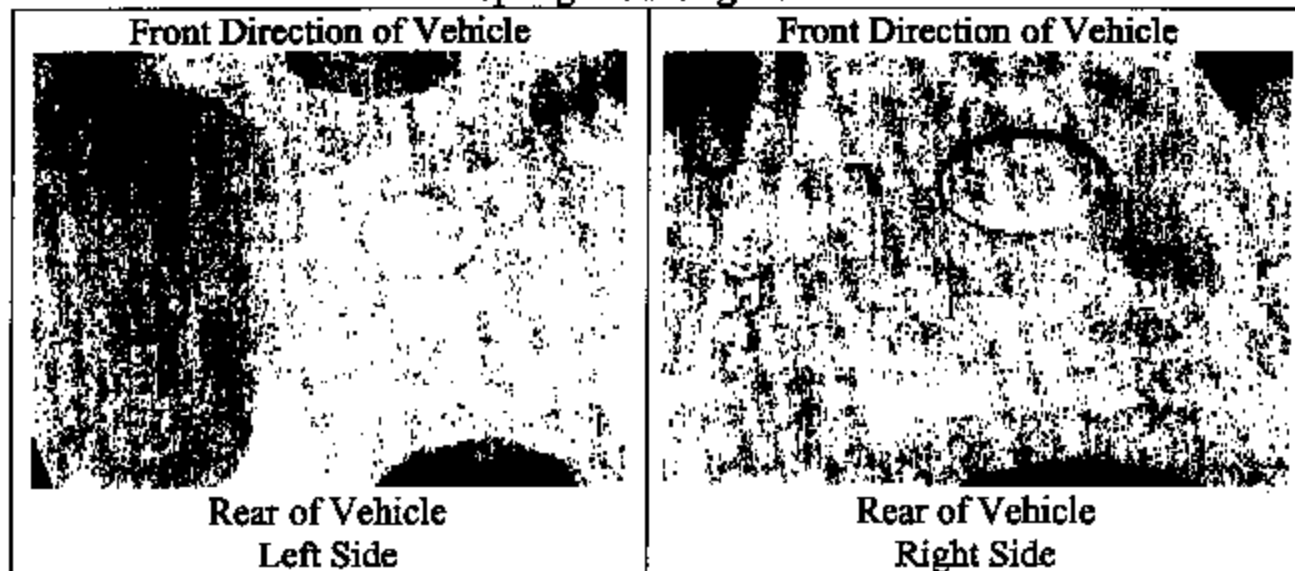 Front Direction of Vehicle
Front Direction of Vehicle
Rear of Vehicle
Left Side
Rear of Vehicle
Right Side